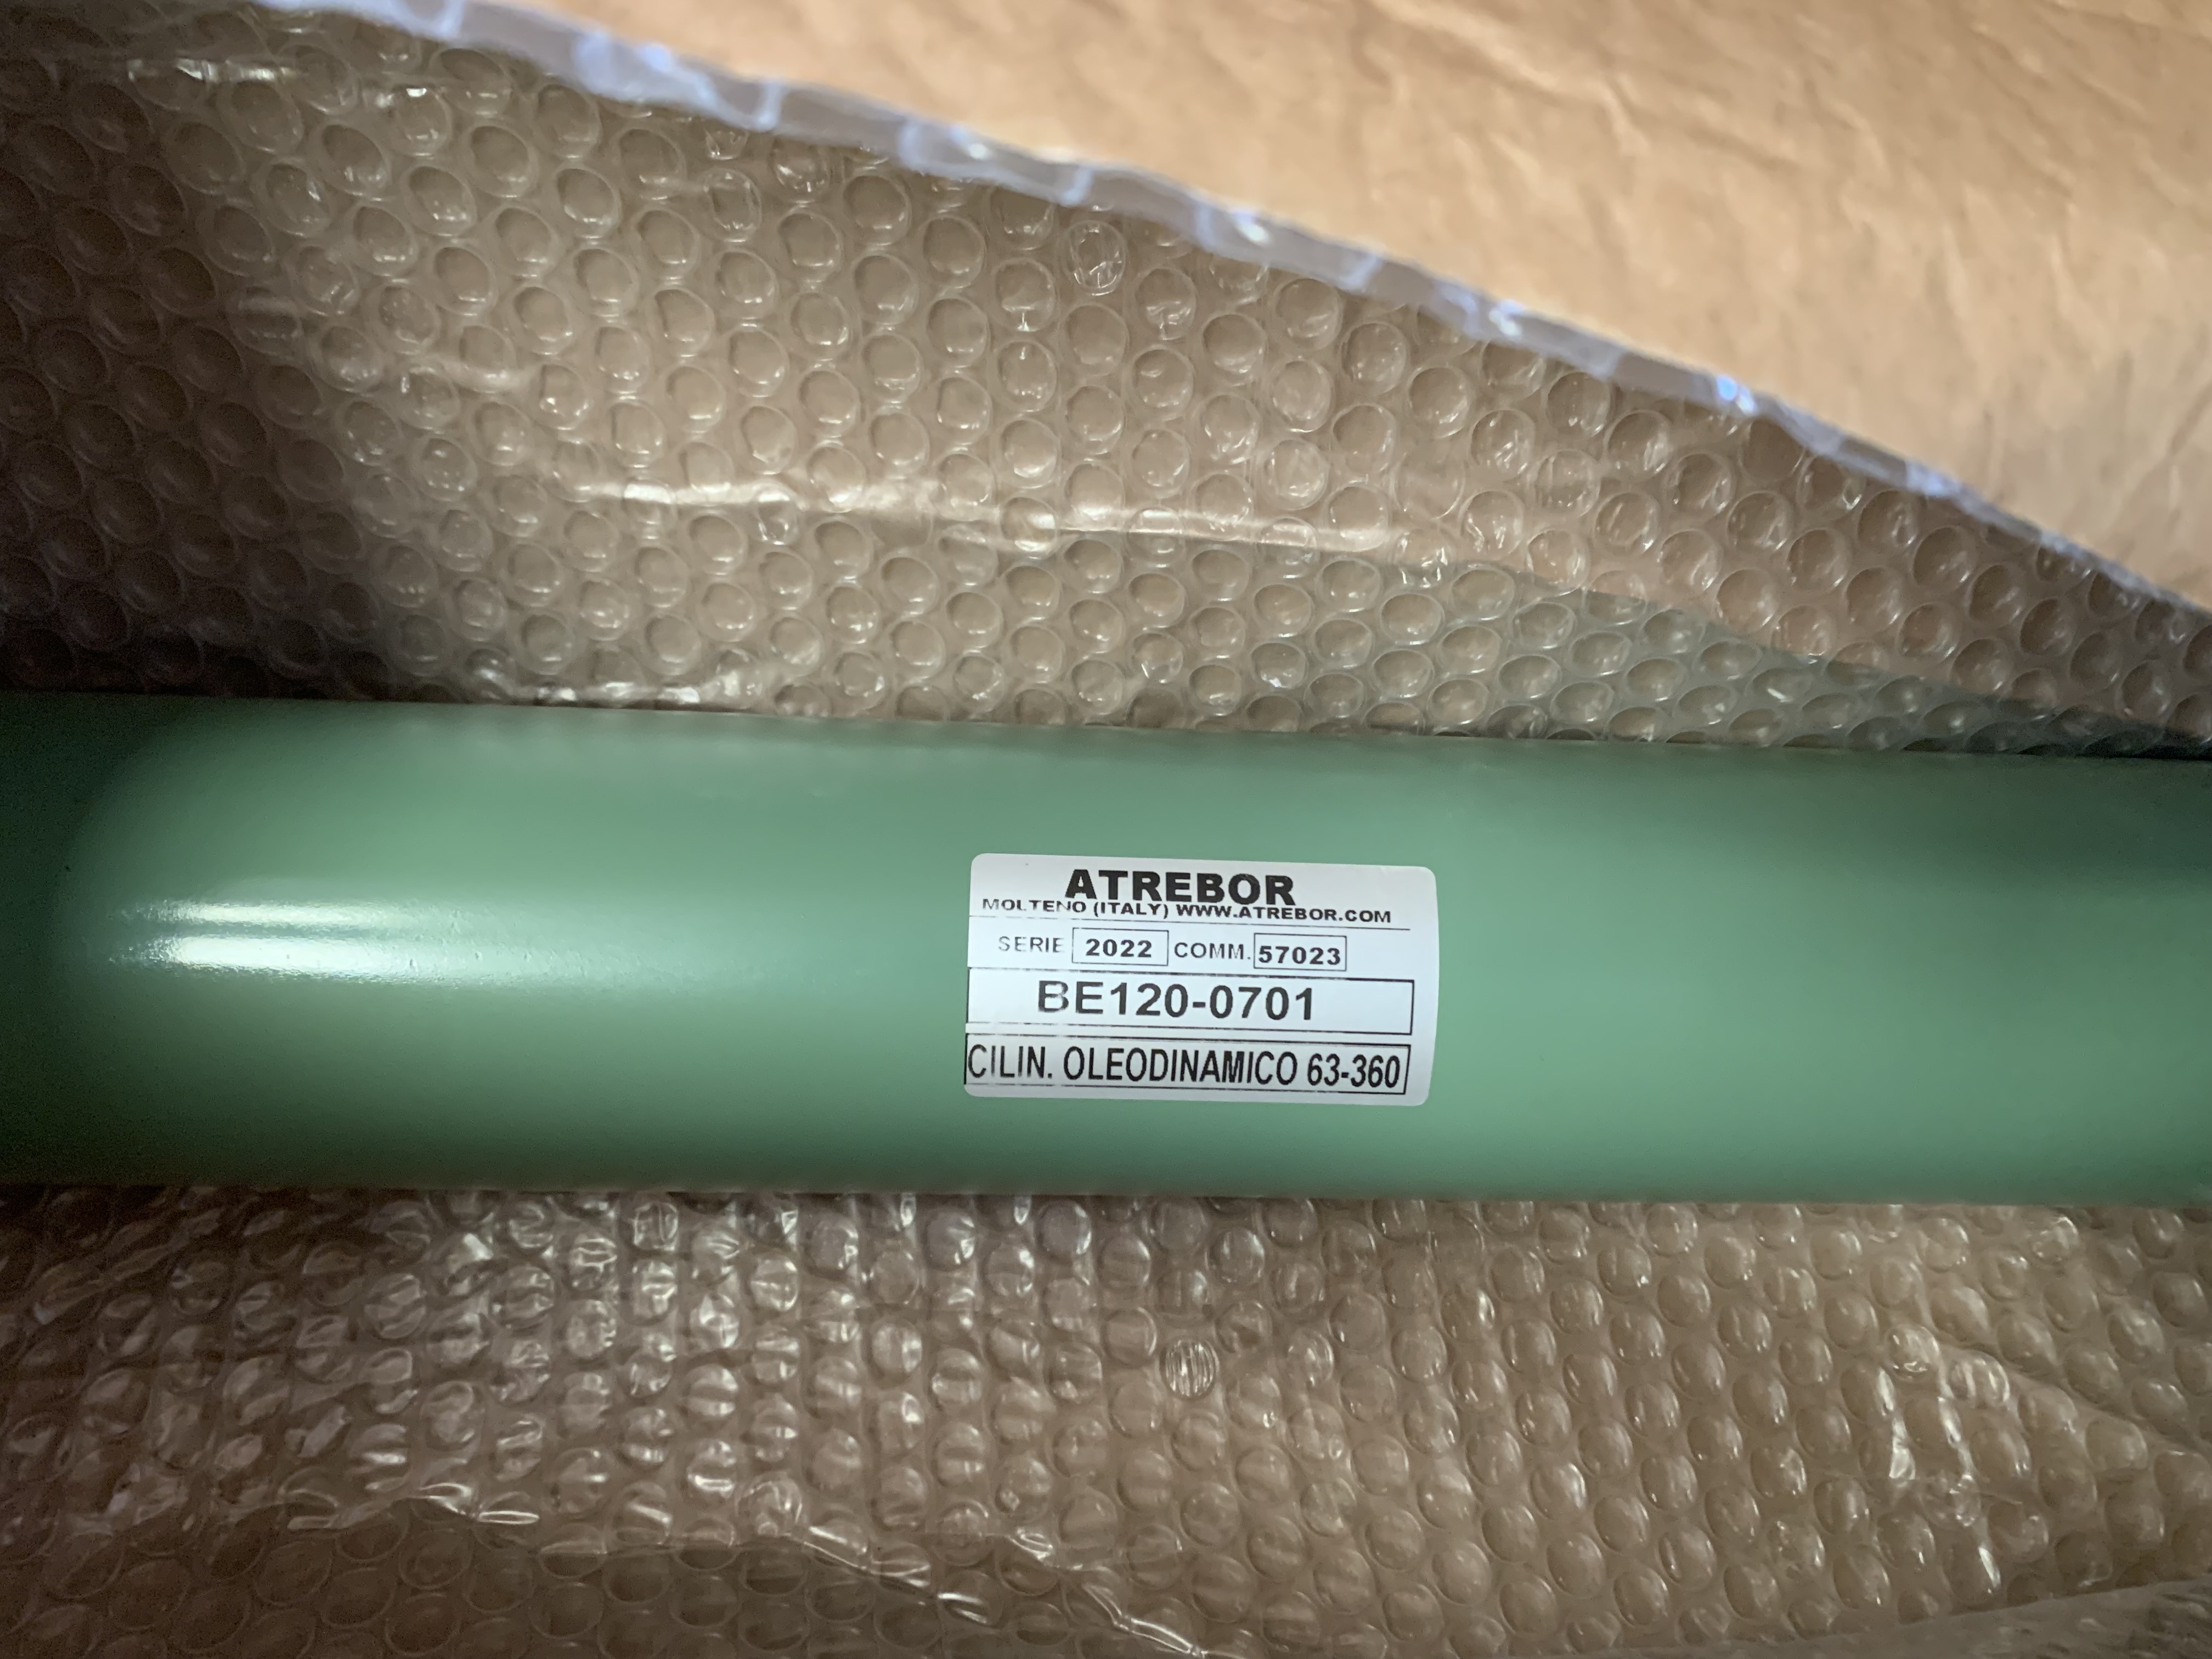 ATREBOR
MOLTENO (ITALY) WWW.ATREBOR.COM
SERIE 2022 COMM. 57023
BE120-0701
CILIN. OLEODINAMICO 63-360